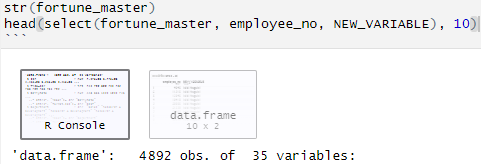 str(fortune_master)
head(select(fortune_master, employee_no, NEW_VARIABLE), 10)
```
R Console
data.frame
10 x 2
'data.frame': 4892 obs. of 35 variables: